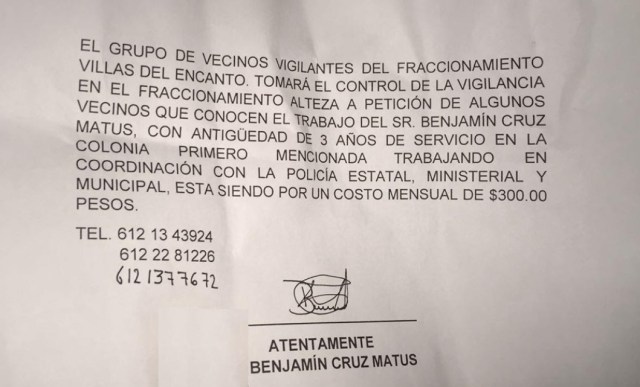 EL GRUPO DE VECINOS VIGILANTES DEL FRACCIONAMIENTO
VILLAS DEL ENCANTO. TOMARÁ EL CONTROL DE LA VIGILANCIA
EN EL FRACCIONAMIENTO ALTEZA A PETICIÓN DE ALGUNOS
VECINOS QUE CONOCEN EL TRABAJO DEL SR. BENJAMÍN CRUZ
MATUS, CON ANTIGÜEDAD DE 3 AÑOS DE SERVICIO EN LA
COLONIA PRIMERO MENCIONADA TRABAJANDO EN
COORDINACIÓN CON LA POLICÍA ESTATAL, MINISTERIAL Y
MUNICIPAL, ESTA SIENDO POR UN COSTO MENSUAL DE $300.00
PESOS.
TEL. 612 13 43924
612 22 81226
612 1377672
ATENTAMENTE
BENJAMÍN CRUZ MATUS